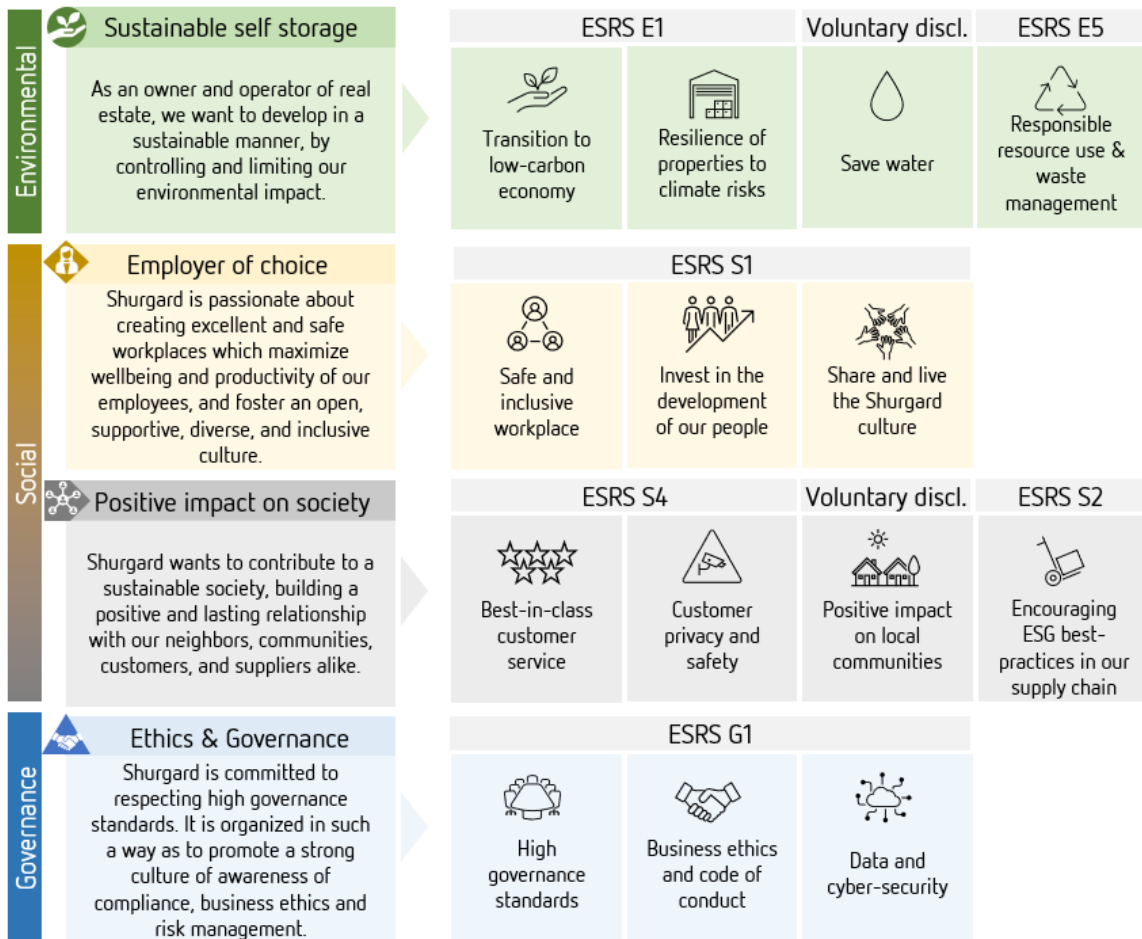 Environmental
Sustainable self storage
As an owner and operator of real
estate, we want to develop in a
sustainable manner, by
controlling and limiting our
environmental impact.
ESRS E1
Voluntary discl.
ESRS E5
Transition to
low-carbon
economy
Resilience of
properties to
climate risks
Save water
Responsible
resource use &
waste
management
Social
Employer of choice
Shurgard is passionate about
creating excellent and safe
workplaces which maximize
wellbeing and productivity of our
employees, and foster an open,
supportive, diverse, and inclusive
culture.
ESRS S1
Safe and
inclusive
workplace
Invest in the
development
of our people
Share and live
the Shurgard
culture
Positive impact on society
Shurgard wants to contribute to a
sustainable society, building a
positive and lasting relationship
with our neighbors, communities,
customers, and suppliers alike.
ESRS S4
Voluntary discl.
ESRS S2
Best-in-class
customer
service
Customer
privacy and
safety
Positive impact
on local
communities
Encouraging
ESG best-
practices in our
supply chain
Governance
Ethics & Governance
Shurgard is committed to
respecting high governance
standards. It is organized in such
a way as to promote a strong
culture of awareness of
compliance, business ethics and
risk management.
ESRS G1
High
governance
standards
Business ethics
and code of
conduct
Data and
cyber-security